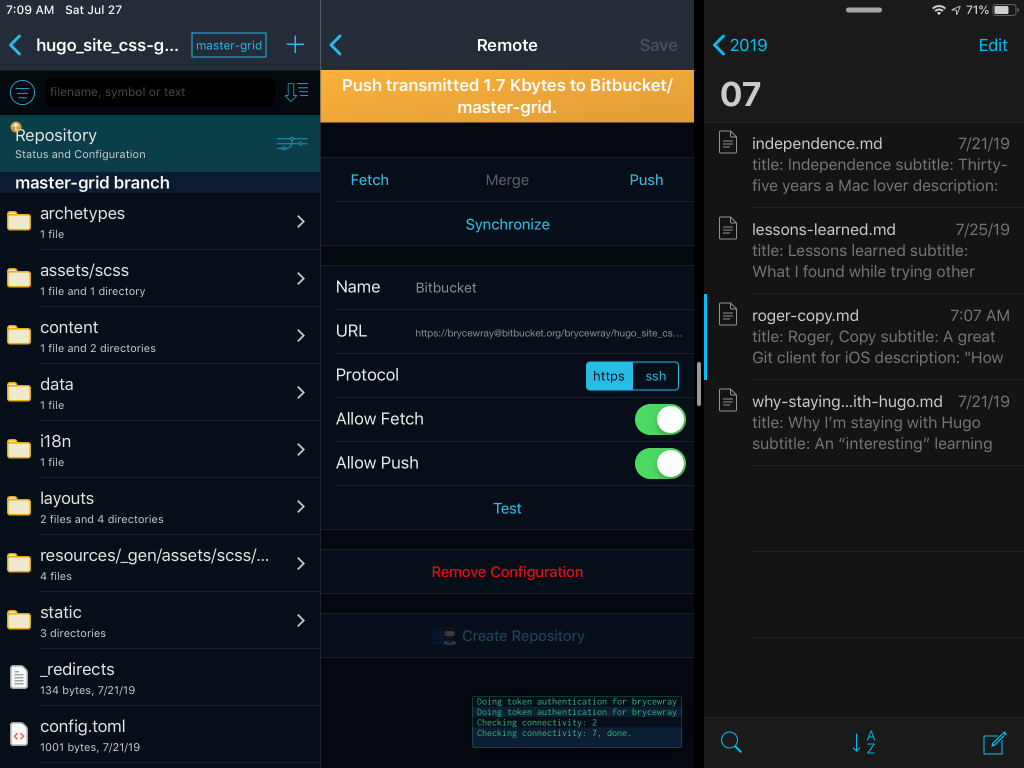 7:09 AM Sat Jul 27
71%
hugo_site_css-g...
master-grid
filename, symbol or text
Repository
Status and Configuration
master-grid branch
archetypes
1 file
assets/scss
1 file and 1 directory
content
1 file and 2 directories
data
1 file
i18n
1 file
layouts
2 files and 4 directories
resources/_gen/assets/scss/...
4 files
static
3 directories
_redirects
134 bytes, 7/21/19
config.toml
1001 bytes, 7/21/19
Remote
Save
Push transmitted 1.7 Kbytes to Bitbucket/
master-grid.
Fetch
Merge
Push
Synchronize
Name Bitbucket
URL https://brycewray@bitbucket.org/brycewray/hugo_site_cs...
Protocol https ssh
Allow Fetch
Allow Push
Test
Remove Configuration
Create Repository
Doing token authentication for brycewray
Doing token authentication for brycewray
Checking connectivity: 2
Checking connectivity: 7, done.
2019
Edit
07
independence.md 7/21/19
title: Independence subtitle: Thirty-
five years a Mac lover description:
lessons-learned.md 7/25/19
title: Lessons learned subtitle:
What I found while trying other
roger-copy.md 7:07 AM
title: Roger, Copy subtitle: A great
Git client for iOS description: "How
why-staying...ith-hugo.md 7/21/19
title: Why I’m staying with Hugo
subtitle: An “interesting” learning
A
Z